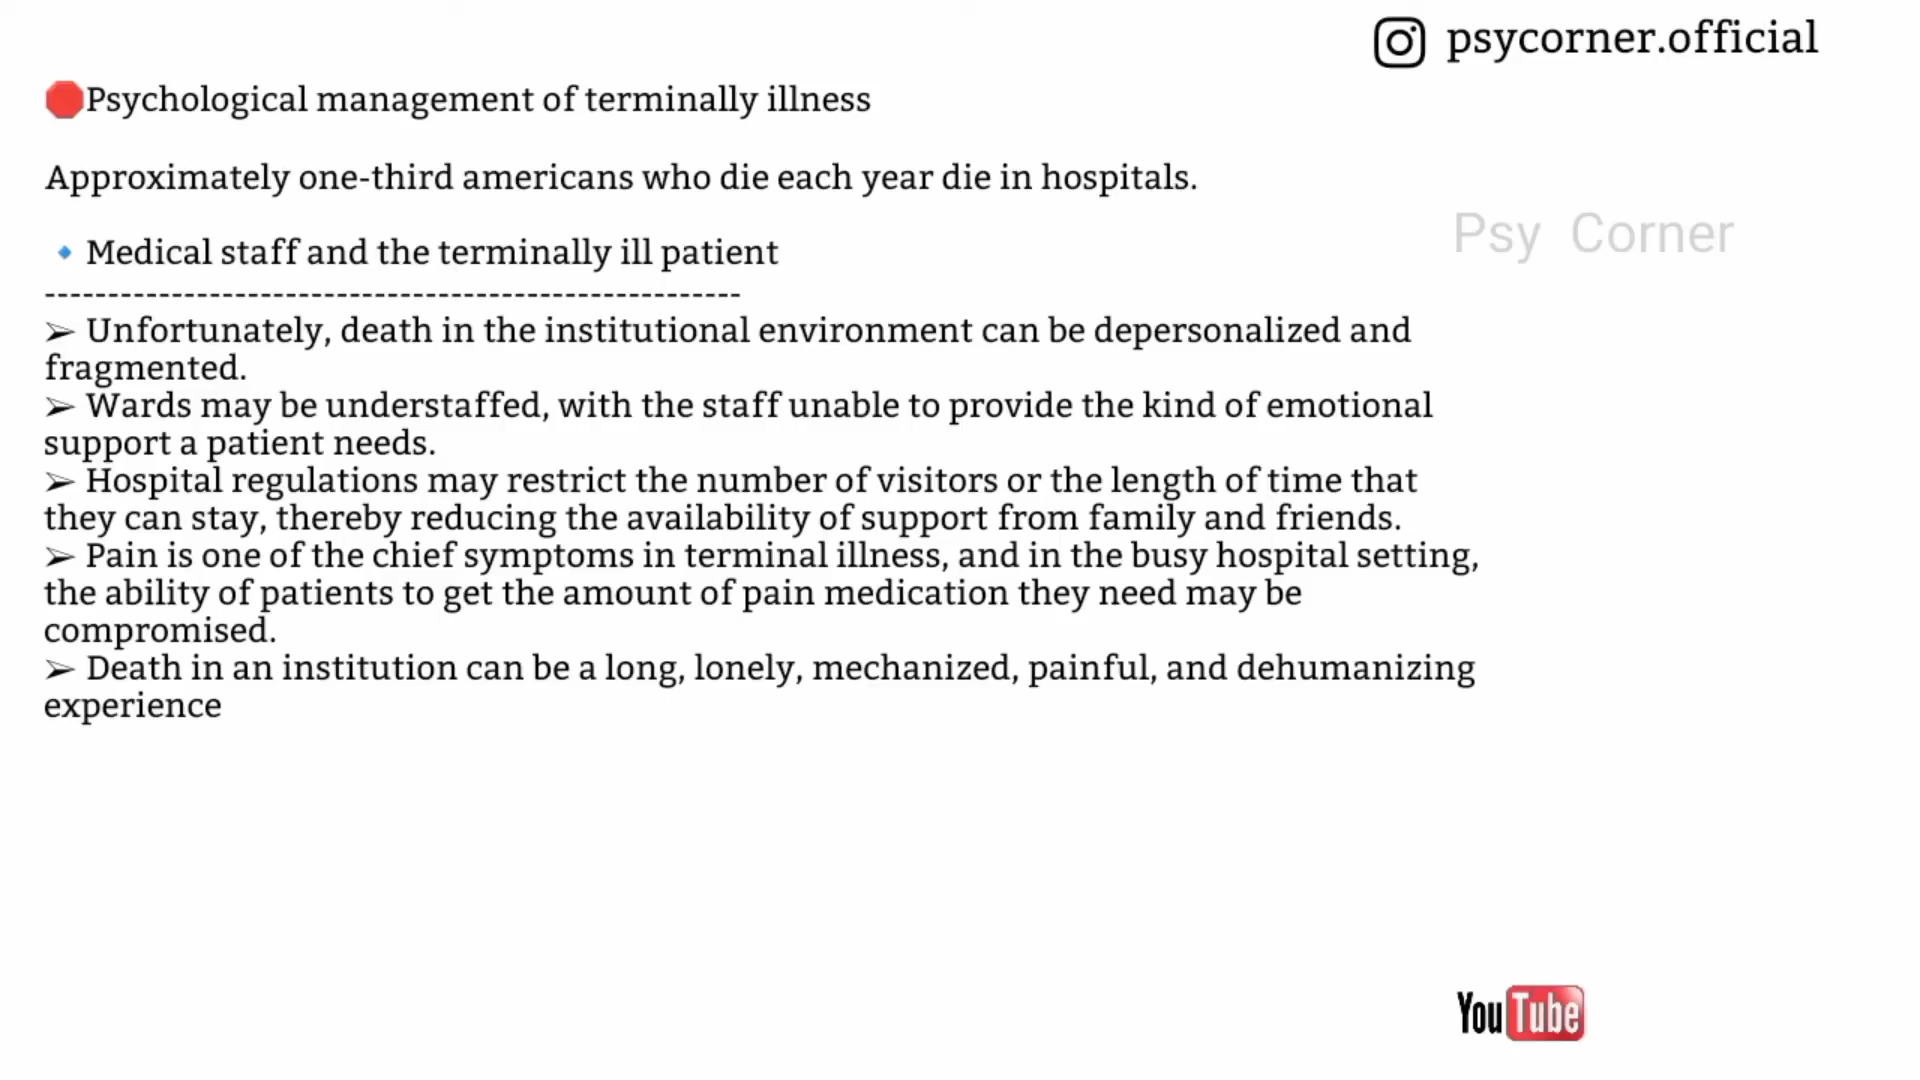 psycorner.official
🛑Psychological management of terminally illness
Approximately one-third americans who die each year die in hospitals.
Psy Corner
🔹Medical staff and the terminally ill patient
-------------------------------------------------------
➢ Unfortunately, death in the institutional environment can be depersonalized and
fragmented.
➢ Wards may be understaffed, with the staff unable to provide the kind of emotional
support a patient needs.
➢ Hospital regulations may restrict the number of visitors or the length of time that
they can stay, thereby reducing the availability of support from family and friends.
➢ Pain is one of the chief symptoms in terminal illness, and in the busy hospital setting,
the ability of patients to get the amount of pain medication they need may be
compromised.
➢ Death in an institution can be a long, lonely, mechanized, painful, and dehumanizing
experience
YouTube